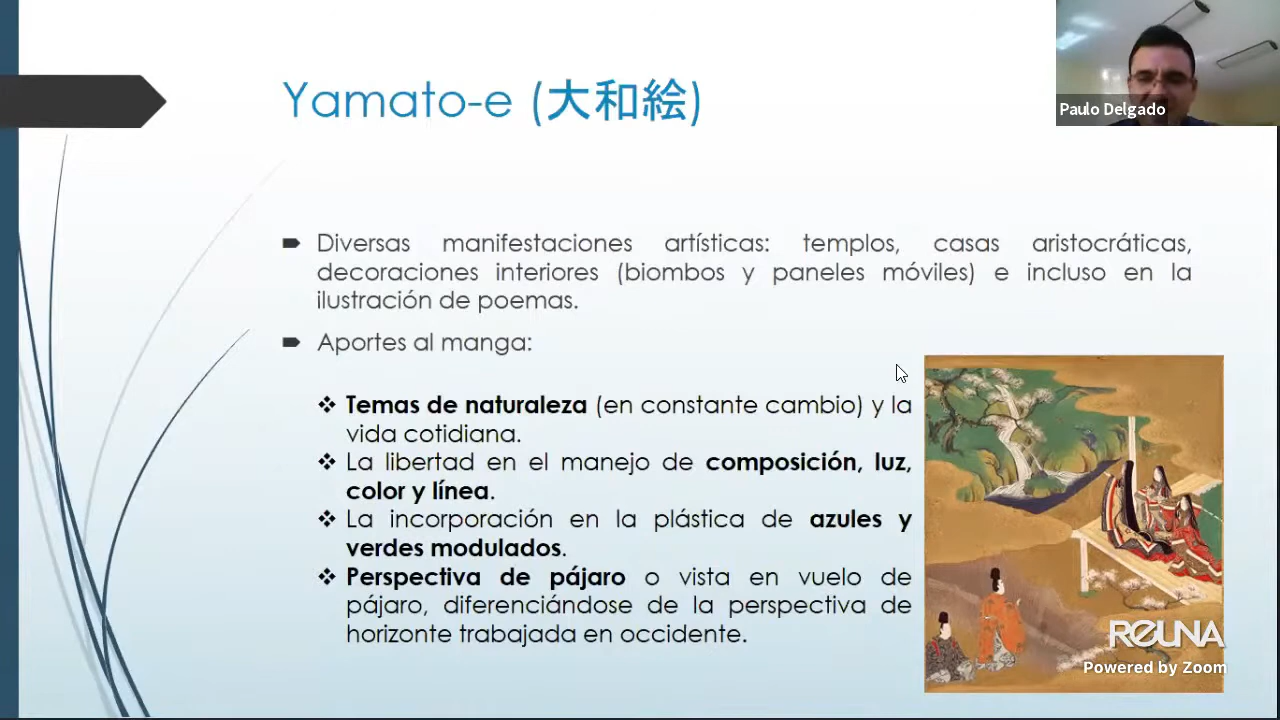 Yamato-e (大和絵)
Paulo Delgado
Diversas manifestaciones artísticas: templos, casas aristocráticas,
decoraciones interiores (biombos y paneles móviles) e incluso en la
ilustración de poemas.
Aportes al manga:
Temas de naturaleza (en constante cambio) y la
vida cotidiana.
La libertad en el manejo de composición, luz,
color y línea.
La incorporación en la plástica de azules y
verdes modulados.
Perspectiva de pájaro o vista en vuelo de
pájaro, diferenciándose de la perspectiva de
horizonte trabajada en occidente.
REUNA
Powered by Zoom